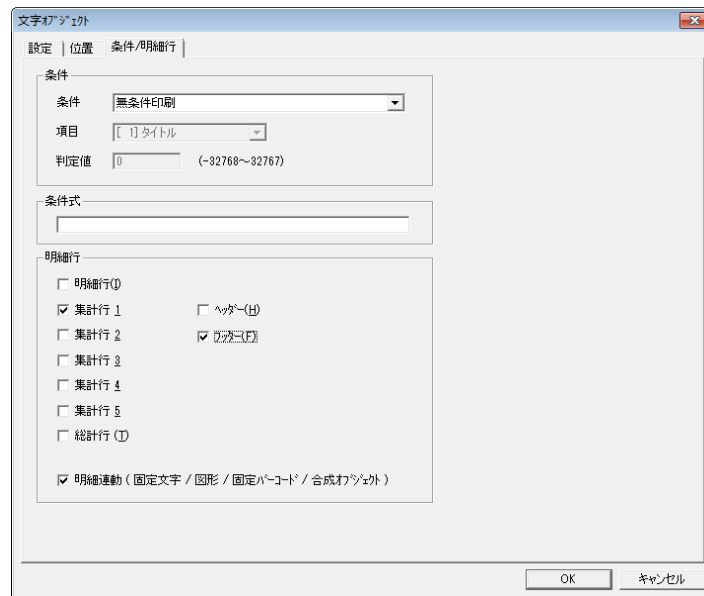 文字ｵﾌﾞｼﾞｪｸﾄ
設定 位置 条件/明細行
条件
条件 無条件印刷
項目 [ 1]タイトル
判定値 0 (-32768～32767)
条件式
明細行
明細行(I)
集計行 1 ﾍｯﾀﾞｰ(H)
集計行 2 ﾌｯﾀﾞｰ(F)
集計行 3
集計行 4
集計行 5
総計行 (T)
明細連動 ( 固定文字 / 図形 / 固定ﾊﾞｰｺｰﾄﾞ / 合成ｵﾌﾞｼﾞｪｸﾄ )
OK キャンセル